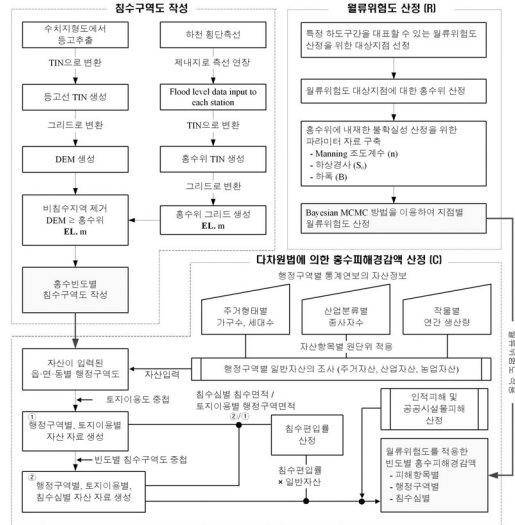 침수구역도 작성
수치지형도에서
등고추출
TIN으로 변환
등고선 TIN 생성
그리드로 변환
DEM 생성
비침수지역 제거
DEM ≥ 홍수위
EL. m
홍수빈도별
침수구역도 작성
하천 횡단측선
제내지로 측선 연장
Flood level data input to
each station
TIN으로 변환
홍수위 TIN 생성
그리드로 변환
홍수위 그리드 생성
EL. m
월류위험도 산정 (R)
특정 하도구간을 대표할 수 있는 월류위험도
산정을 위한 대상지점 선정
월류위험도 대상지점에 대한 홍수위 산정
홍수위에 내재한 불확실성 산정을 위한
파라미터 자료 구축
- Manning 조도계수 (n)
- 하상경사 (S₀)
- 하폭 (B)
Bayesian MCMC 방법을 이용하여 지점별
월류위험도 산정
월류위험도 적용
다차원법에 의한 홍수피해경감액 산정 (C)
행정구역별 통계연보의 자산정보
주거형태별
가구수, 세대수
산업분류별
종사자수
작물별
연간 생산량
자산항목별 원단위 적용
행정구역별 일반자산의 조사 (주거자산, 산업자산, 농업자산)
자산입력
자산이 입력된
읍·면·동별 행정구역도
토지이용도 중첩
① 행정구역별, 토지이용별
자산 자료 생성
빈도별 침수구역도 중첩
② 행정구역별, 토지이용별,
침수심별 자산 자료 생성
침수심별 침수면적 /
토지이용별 행정구역면적
②/①
침수편입률
산정
침수편입률
× 일반자산
인적피해 및
공공시설물피해
산정
월류위험도를 적용한
빈도별 홍수피해경감액
- 피해항목별
- 행정구역별
- 침수심별